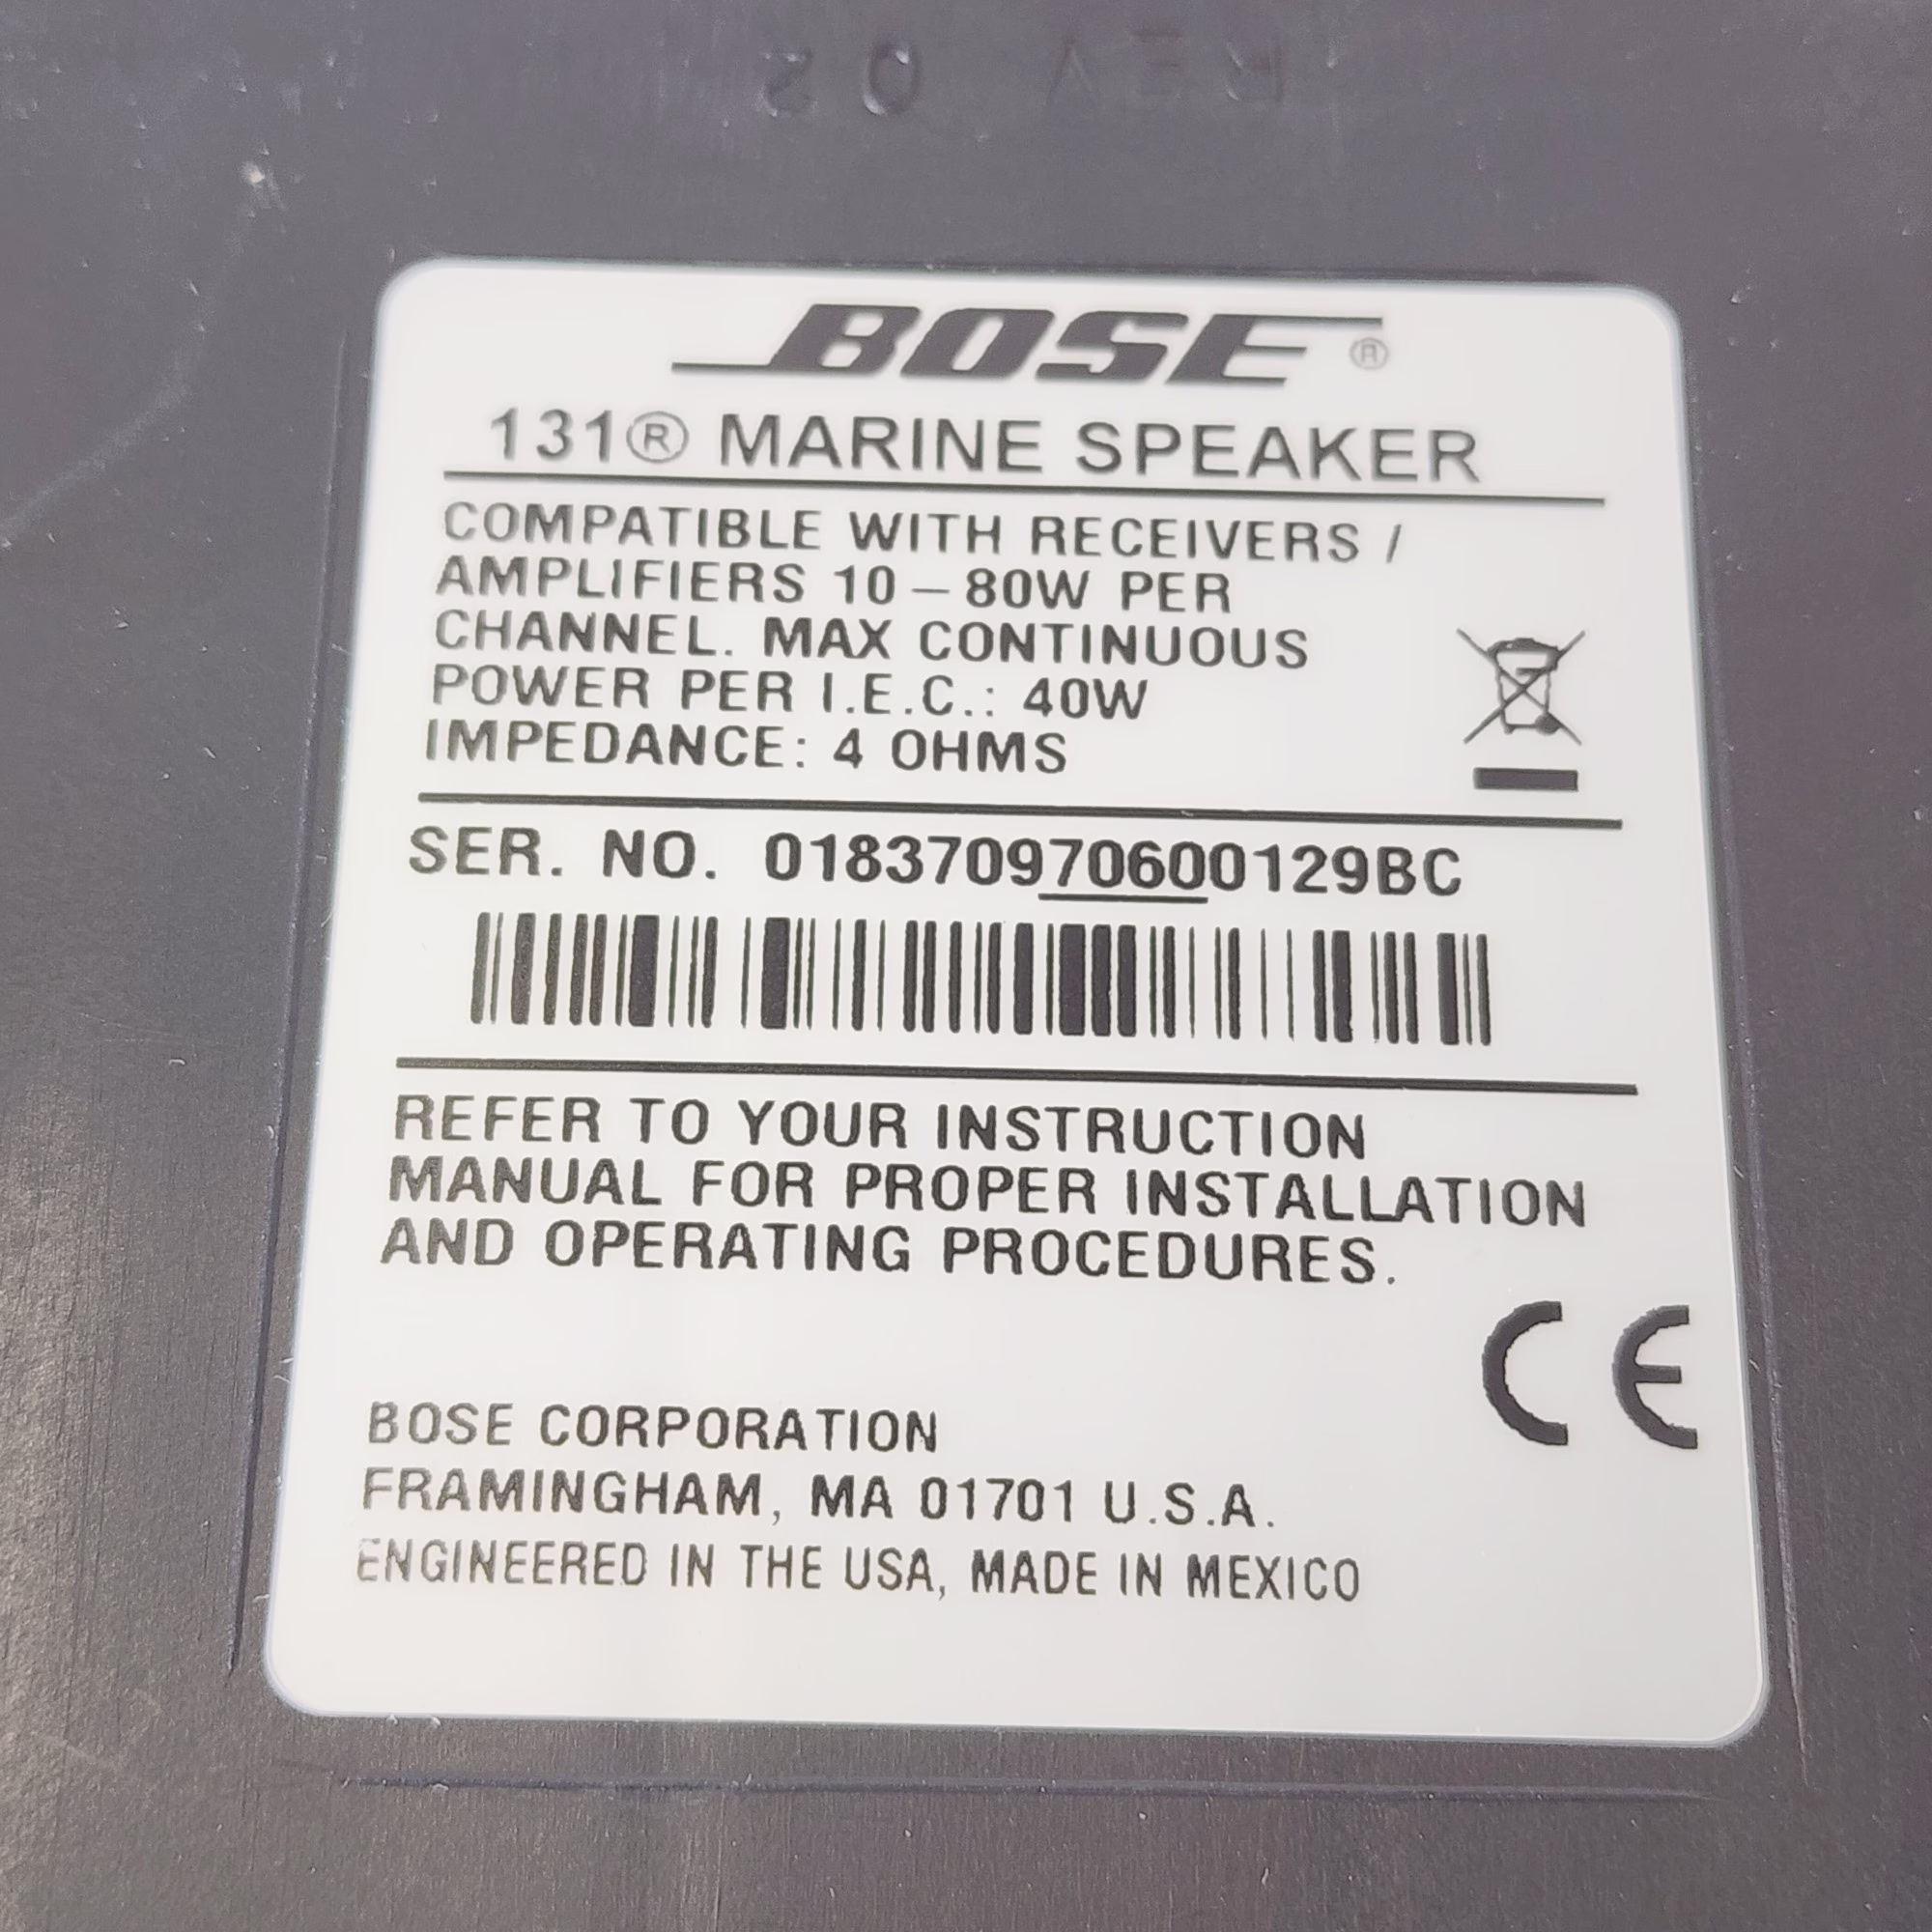 REV 02
BOSE®
131® MARINE SPEAKER
COMPATIBLE WITH RECEIVERS /
AMPLIFIERS 10 – 80W PER
CHANNEL. MAX CONTINUOUS
POWER PER I.E.C.: 40W
IMPEDANCE: 4 OHMS
SER. NO. 018370970600129BC
REFER TO YOUR INSTRUCTION
MANUAL FOR PROPER INSTALLATION
AND OPERATING PROCEDURES.
CE
BOSE CORPORATION
FRAMINGHAM, MA 01701 U.S.A.
ENGINEERED IN THE USA, MADE IN MEXICO